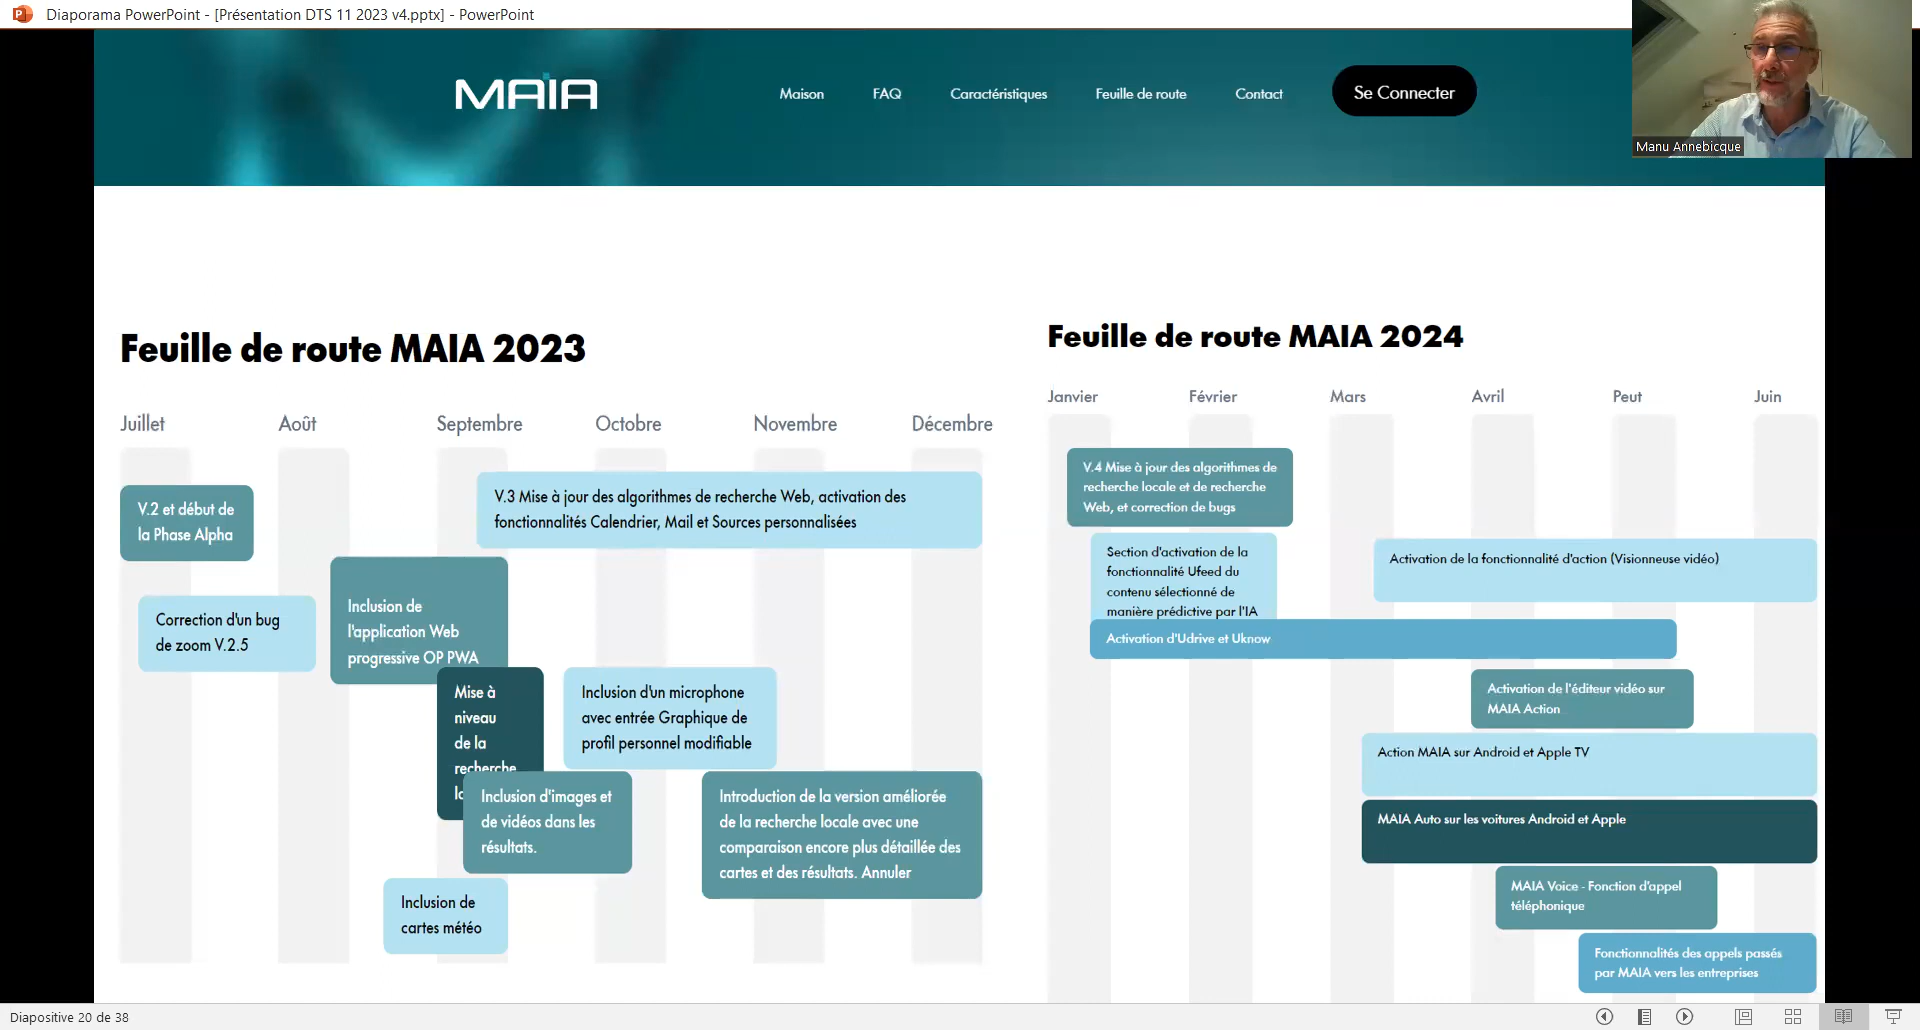 Diaporama PowerPoint - [Présentation DTS 11 2023 v4.pptx] - PowerPoint
MAIA
Maison
FAQ
Caractéristiques
Feuille de route
Contact
Se Connecter
Manu Annebicque
Feuille de route MAIA 2023
Juillet
Août
Septembre
Octobre
Novembre
Décembre
V.3 Mise à jour des algorithmes de recherche Web, activation des
fonctionnalités Calendrier, Mail et Sources personnalisées
V.2 et début de
la Phase Alpha
Inclusion de
l'application Web
progressive OP PWA
Correction d'un bug
de zoom V.2.5
Mise à
niveau
de la
recherche
Inclusion d'un microphone
avec entrée Graphique de
profil personnel modifiable
Inclusion d'images et
de vidéos dans les
résultats.
Introduction de la version améliorée
de la recherche locale avec une
comparaison encore plus détaillée des
cartes et des résultats. Annuler
Inclusion de
cartes météo
Feuille de route MAIA 2024
Janvier
Février
Mars
Avril
Peut
Juin
V.4 Mise à jour des algorithmes de
recherche locale et de recherche
Web, et correction de bugs
Section d'activation de la
fonctionnalité Ufeed du
contenu sélectionné de
manière prédictive par l'IA
Activation de la fonctionnalité d'action (Visionneuse vidéo)
Activation d'Udrive et Uknow
Activation de l'éditeur vidéo sur
MAIA Action
Action MAIA sur Android et Apple TV
MAIA Auto sur les voitures Android et Apple
MAIA Voice - Fonction d'appel
téléphonique
Fonctionnalités des appels passés
par MAIA vers les entreprises
Diapositive 20 de 38